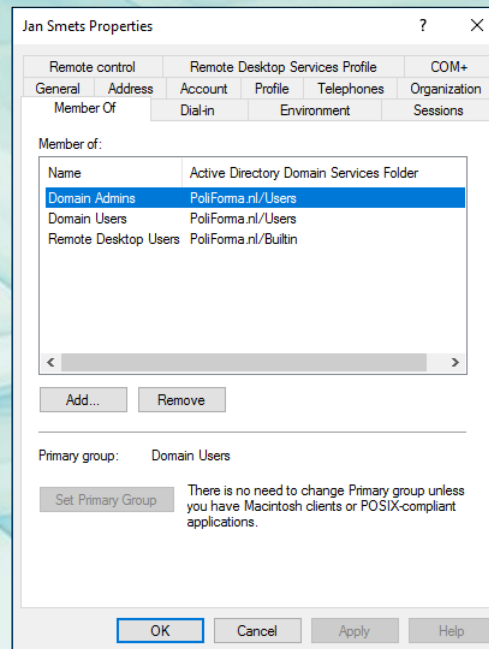 Jan Smets Properties ? ×
Remote control Remote Desktop Services Profile COM+
General Address Account Profile Telephones Organization
Member Of Dial-in Environment Sessions
Member of:
Name Active Directory Domain Services Folder
Domain Admins PoliForma.nl/Users
Domain Users PoliForma.nl/Users
Remote Desktop Users PoliForma.nl/Builtin
Add... Remove
Primary group: Domain Users
Set Primary Group
There is no need to change Primary group unless
you have Macintosh clients or POSIX-compliant
applications.
OK Cancel Apply Help